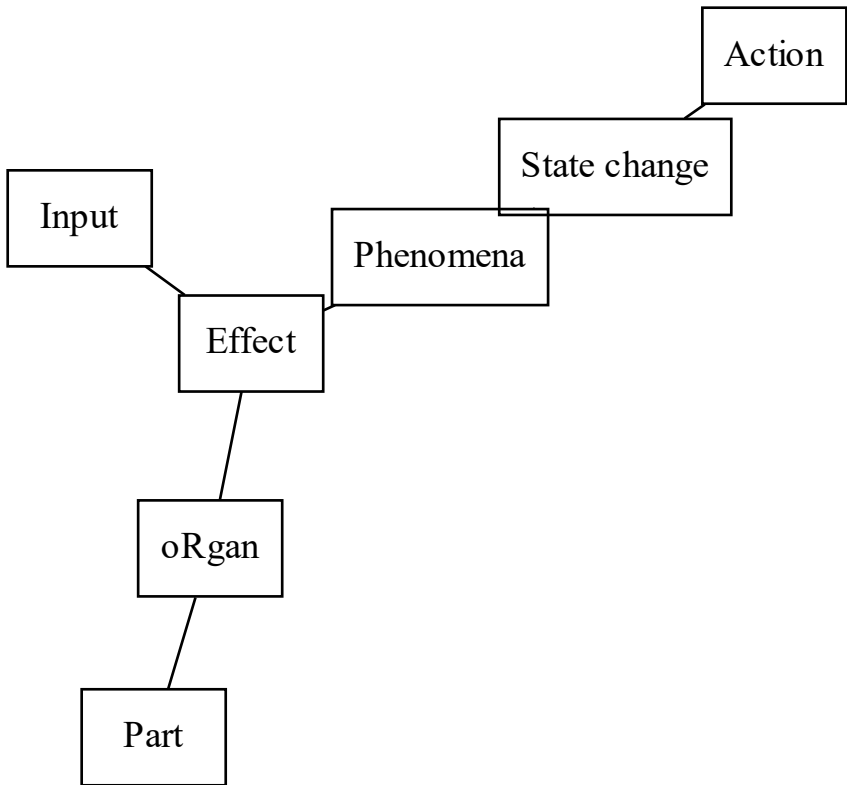 Action
State change
Input
Phenomena
Effect
oRgan
Part